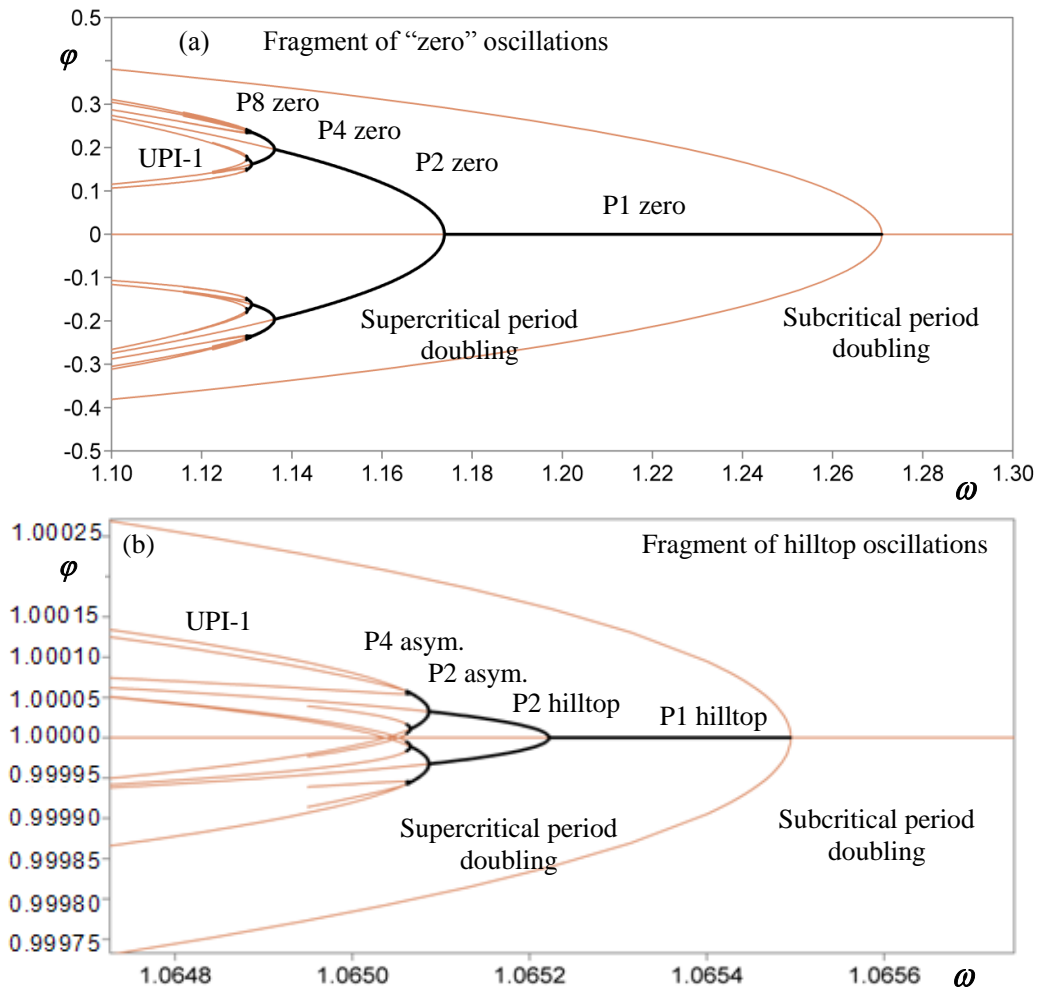 0.5
(a) Fragment of “zero” oscillations
φ
0.3
P8 zero
P4 zero
0.2
UPI-1
P2 zero
0.1
P1 zero
0
-0.1
-0.2
Supercritical period
doubling
Subcritical period
doubling
-0.3
-0.4
-0.5
1.10 1.12 1.14 1.16 1.18 1.20 1.22 1.24 1.26 1.28 1.30
ω
1.00025
(b) Fragment of hilltop oscillations
φ
1.00015
UPI-1
P4 asym.
1.00010
P2 asym.
1.00005
P2 hilltop
P1 hilltop
1.00000
0.99995
0.99990
Supercritical period
doubling
Subcritical period
doubling
0.99985
0.99980
0.99975
1.0648 1.0650 1.0652 1.0654 1.0656 ω